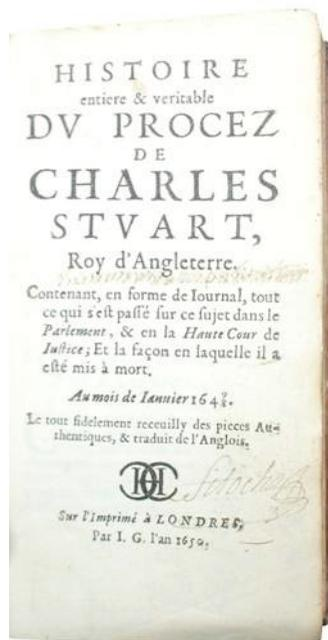 HISTOIRE
entiere & veritable
DV PROCEZ
DE
CHARLES
STVART,
Roy d'Angleterre.
Contenant, en forme de Iournal, tout
ce qui s'est passé sur ce sujet dans le
Parlement, & en la Haute Cour de
Iustice; Et la façon en laquelle il a
esté mis à mort.
Au mois de Ianuier 164 9/8.
Le tout fidelement receuilly des pieces Au-
thentiques, & traduit de l'Anglois.
Sur l'Imprimé à LONDRES,
Par I. G. l'an 1650.